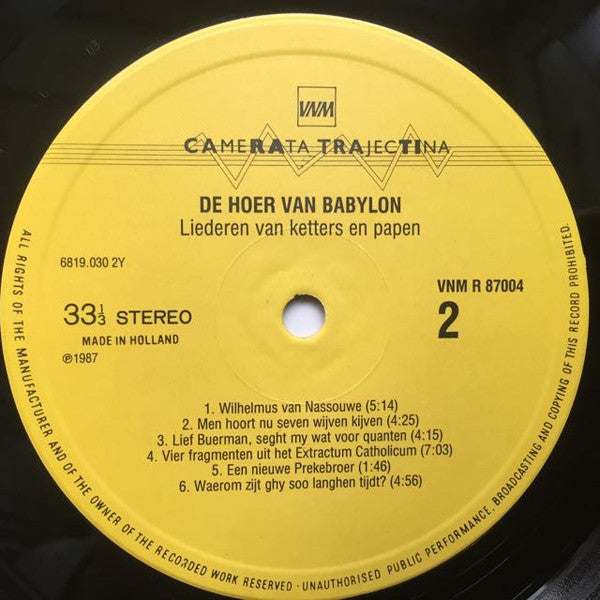 VNM
CAMERATA TRAJECTINA
DE HOER VAN BABYLON
Liederen van ketters en papen
6819.030 2Y
VNM R 87004
33⅓ STEREO
2
MADE IN HOLLAND
℗1987
1. Wilhelmus van Nassouwe (5:14)
2. Men hoort nu seven wijven kijven (4:25)
3. Lief Buerman, seght my wat voor quanten (4:15)
4. Vier fragmenten uit het Extractum Catholicum (7:03)
5. Een nieuwe Prekebroer (1:46)
6. Waerom zijt ghy soo langhen tijdt? (4:56)
ALL RIGHTS OF THE MANUFACTURER AND OF THE OWNER OF THE RECORDED WORK RESERVED · UNAUTHORISED PUBLIC PERFORMANCE, BROADCASTING AND COPYING OF THIS RECORD PROHIBITED.